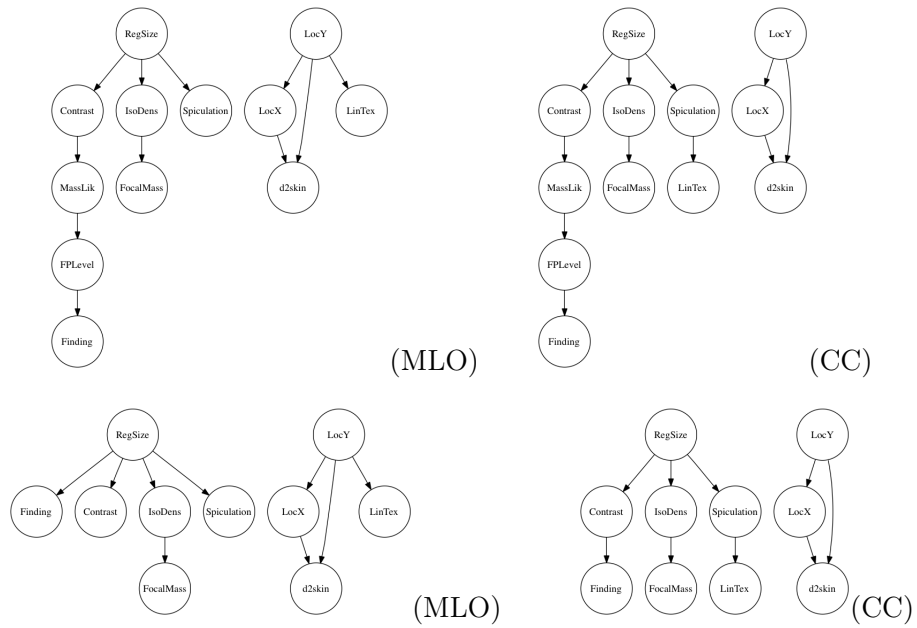 RegSize LocY
Contrast IsoDens Spiculation LocX LinTex
MassLik FocalMass d2skin
FPLevel
Finding
(MLO)
RegSize LocY
Contrast IsoDens Spiculation LocX
MassLik FocalMass LinTex d2skin
FPLevel
Finding
(CC)
RegSize LocY
Finding Contrast IsoDens Spiculation LocX LinTex
FocalMass d2skin
(MLO)
RegSize LocY
Contrast IsoDens Spiculation LocX
Finding FocalMass LinTex d2skin
(CC)